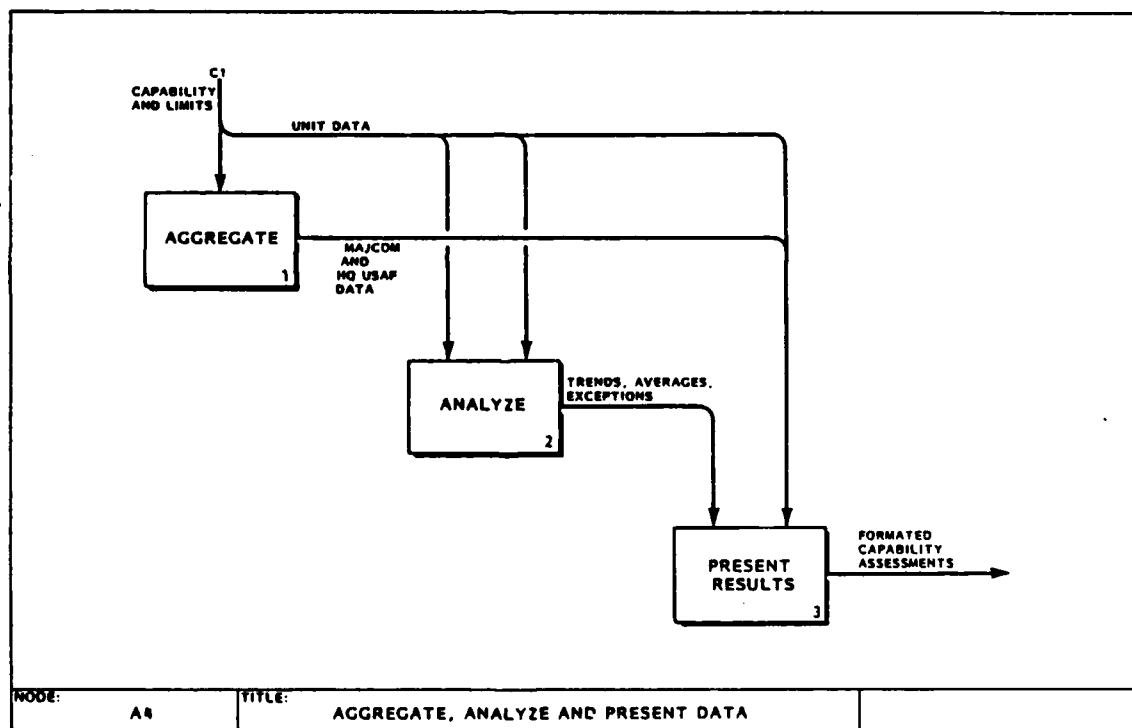 C1
CAPABILITY
AND LIMITS
UNIT DATA
AGGREGATE
1
MAJCOM
AND
HQ USAF
DATA
ANALYZE
2
TRENDS, AVERAGES,
EXCEPTIONS
PRESENT
RESULTS
3
FORMATED
CAPABILITY
ASSESSMENTS
NODE:
A4
TITLE:
AGGREGATE, ANALYZE AND PRESENT DATA